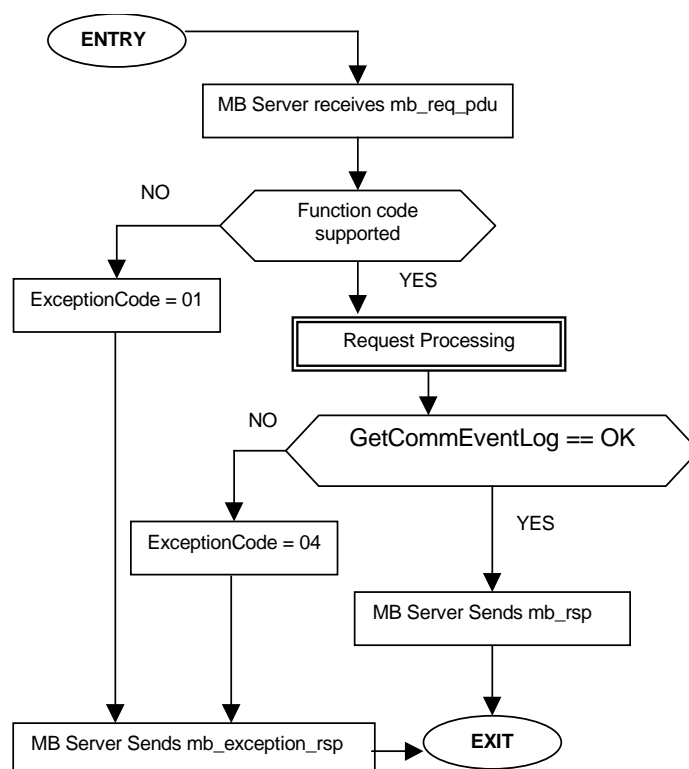 ENTRY
MB Server receives mb_req_pdu
NO
Function code
supported
YES
ExceptionCode = 01
Request Processing
NO
GetCommEventLog == OK
YES
ExceptionCode = 04
MB Server Sends mb_rsp
MB Server Sends mb_exception_rsp
EXIT